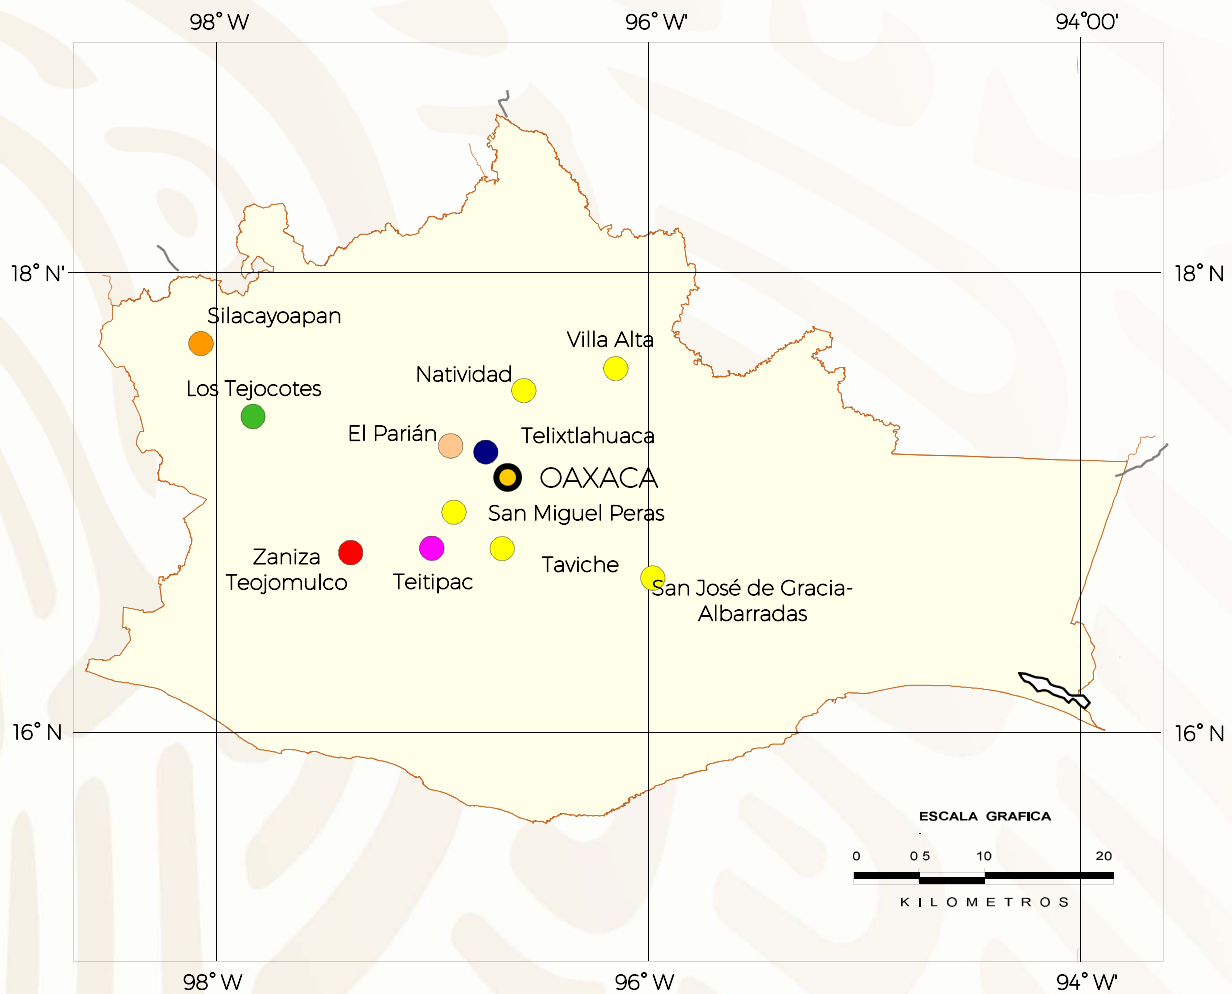 98° W
96° W'
94°00'
18° N'
18° N
Silacayoapan
Villa Alta
Natividad
Los Tejocotes
El Parián
Telixtlahuaca
OAXACA
San Miguel Peras
Zaniza
Teojomulco
Teitipac
Taviche
San José de Gracia-
Albarradas
16° N
16° N
ESCALA GRAFICA
0 0 5 10 20
KILOMETROS
98° W
96° W
94° W'